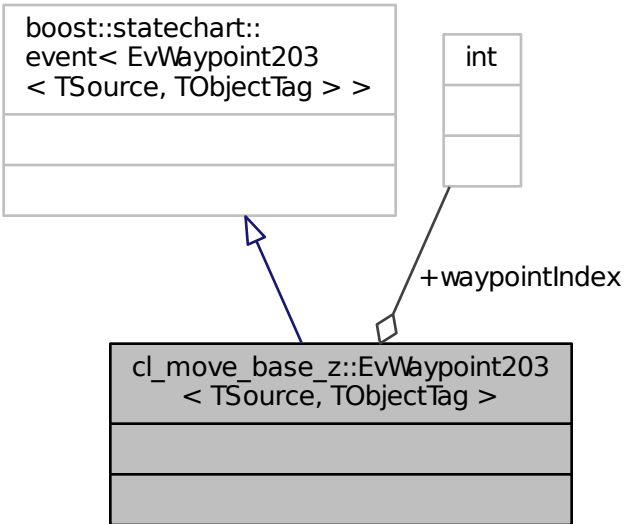 boost::statechart::
event< EvWaypoint203
< TSource, TObjectTag > >
int
+waypointIndex
cl_move_base_z::EvWaypoint203
< TSource, TObjectTag >